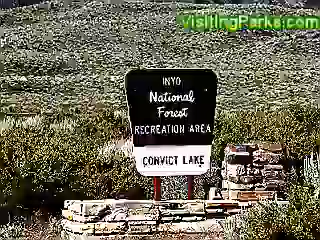 VisitingParks.com
INYO
National
Forest
RECREATION AREA
CONVICT LAKE